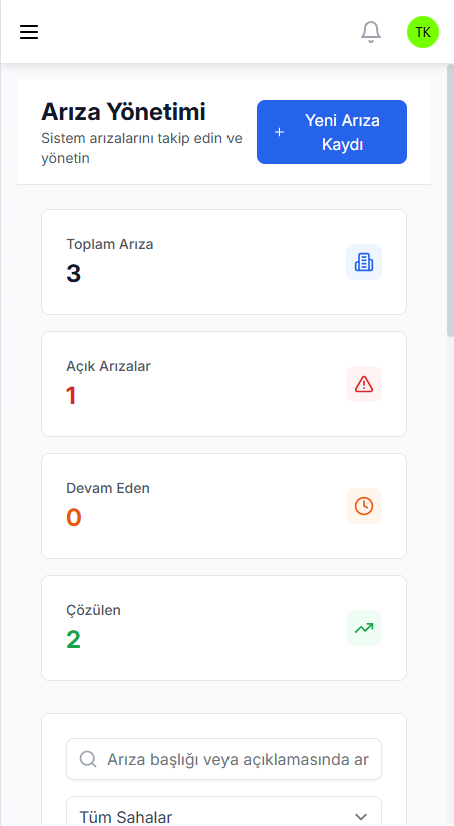 TK
Arıza Yönetimi
Sistem arızalarını takip edin ve
yönetin
Yeni Arıza
Kaydı
Toplam Arıza
3
Açık Arızalar
1
Devam Eden
0
Çözülen
2
Arıza başlığı veya açıklamasında ar
Tüm Sahalar